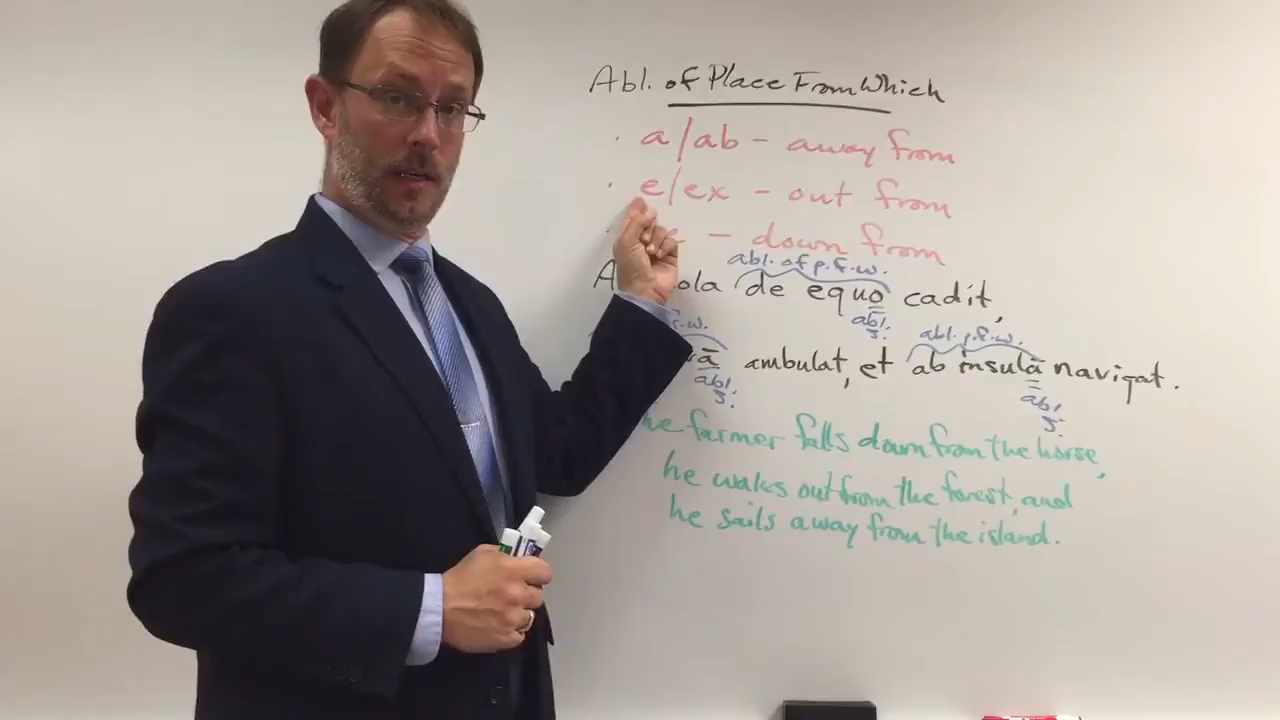 Abl. of Place From Which
· a/ab - away from
· e/ex - out from
- down from
abl. of p.f.w.
de equo cadit,
abl.
s.
abl. p.f.w.
ambulat, et ab insulā navigat.
abl.
s.
abl.
s.
farmer falls down from the horse,
he walks out from the forest, and
he sails away from the island.